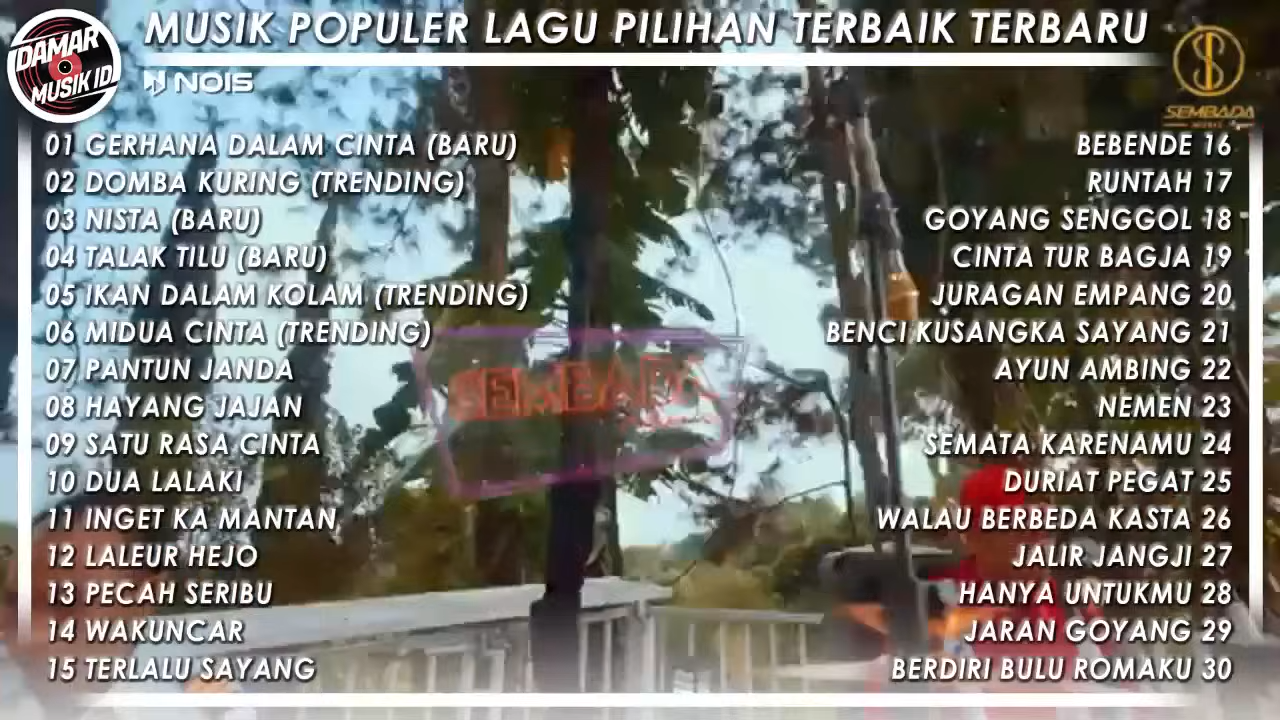 MUSIK POPULER LAGU PILIHAN TERBAIK TERBARU
DAMAR
MUSIK ID
NOIS
SEMBADA
01 GERHANA DALAM CINTA (BARU)
02 DOMBA KURING (TRENDING)
03 NISTA (BARU)
04 TALAK TILU (BARU)
05 IKAN DALAM KOLAM (TRENDING)
06 MIDUA CINTA (TRENDING)
07 PANTUN JANDA
08 HAYANG JAJAN
09 SATU RASA CINTA
10 DUA LALAKI
11 INGET KA MANTAN
12 LALEUR HEJO
13 PECAH SERIBU
14 WAKUNCAR
15 TERLALU SAYANG
BEBENDE 16
RUNTAH 17
GOYANG SENGGOL 18
CINTA TUR BAGJA 19
JURAGAN EMPANG 20
BENCI KUSANGKA SAYANG 21
AYUN AMBING 22
NEMEN 23
SEMATA KARENAMU 24
DURIAT PEGAT 25
WALAU BERBEDA KASTA 26
JALIR JANGJI 27
HANYA UNTUKMU 28
JARAN GOYANG 29
BERDIRI BULU ROMAKU 30
SEMBADA